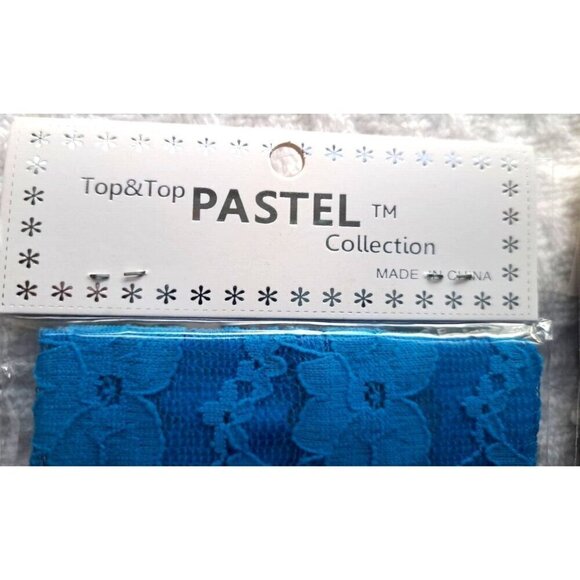 Top&Top PASTEL ™
Collection
MADE IN CHINA